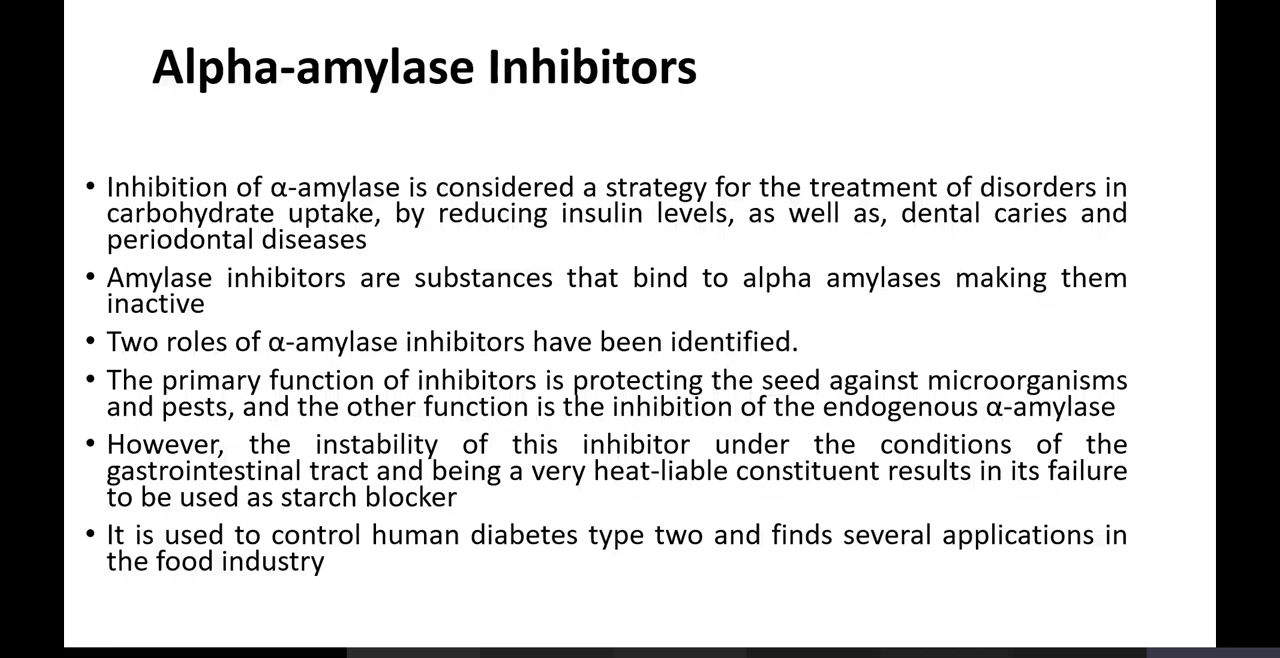 Alpha-amylase Inhibitors
• Inhibition of α-amylase is considered a strategy for the treatment of disorders in
carbohydrate uptake, by reducing insulin levels, as well as, dental caries and
periodontal diseases
• Amylase inhibitors are substances that bind to alpha amylases making them
inactive
• Two roles of α-amylase inhibitors have been identified.
• The primary function of inhibitors is protecting the seed against microorganisms
and pests, and the other function is the inhibition of the endogenous α-amylase
• However, the instability of this inhibitor under the conditions of the
gastrointestinal tract and being a very heat-liable constituent results in its failure
to be used as starch blocker
• It is used to control human diabetes type two and finds several applications in
the food industry